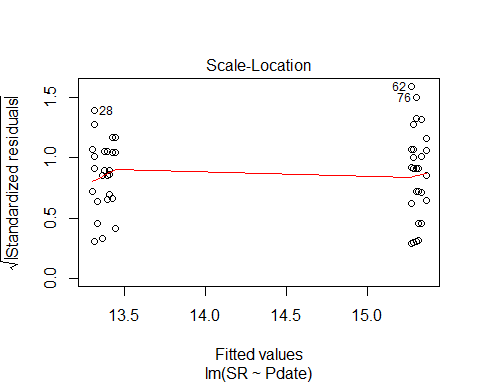 Scale-Location
√|Standardized residuals|
1.5
1.0
0.5
0.0
28
62
76
13.5 14.0 14.5 15.0
Fitted values
lm(SR ~ Pdate)